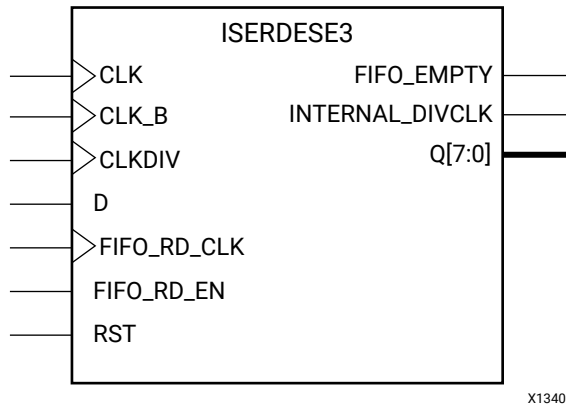 ISERDESE3
CLK
FIFO_EMPTY
CLK_B
INTERNAL_DIVCLK
CLKDIV
Q[7:0]
D
FIFO_RD_CLK
FIFO_RD_EN
RST
X1340